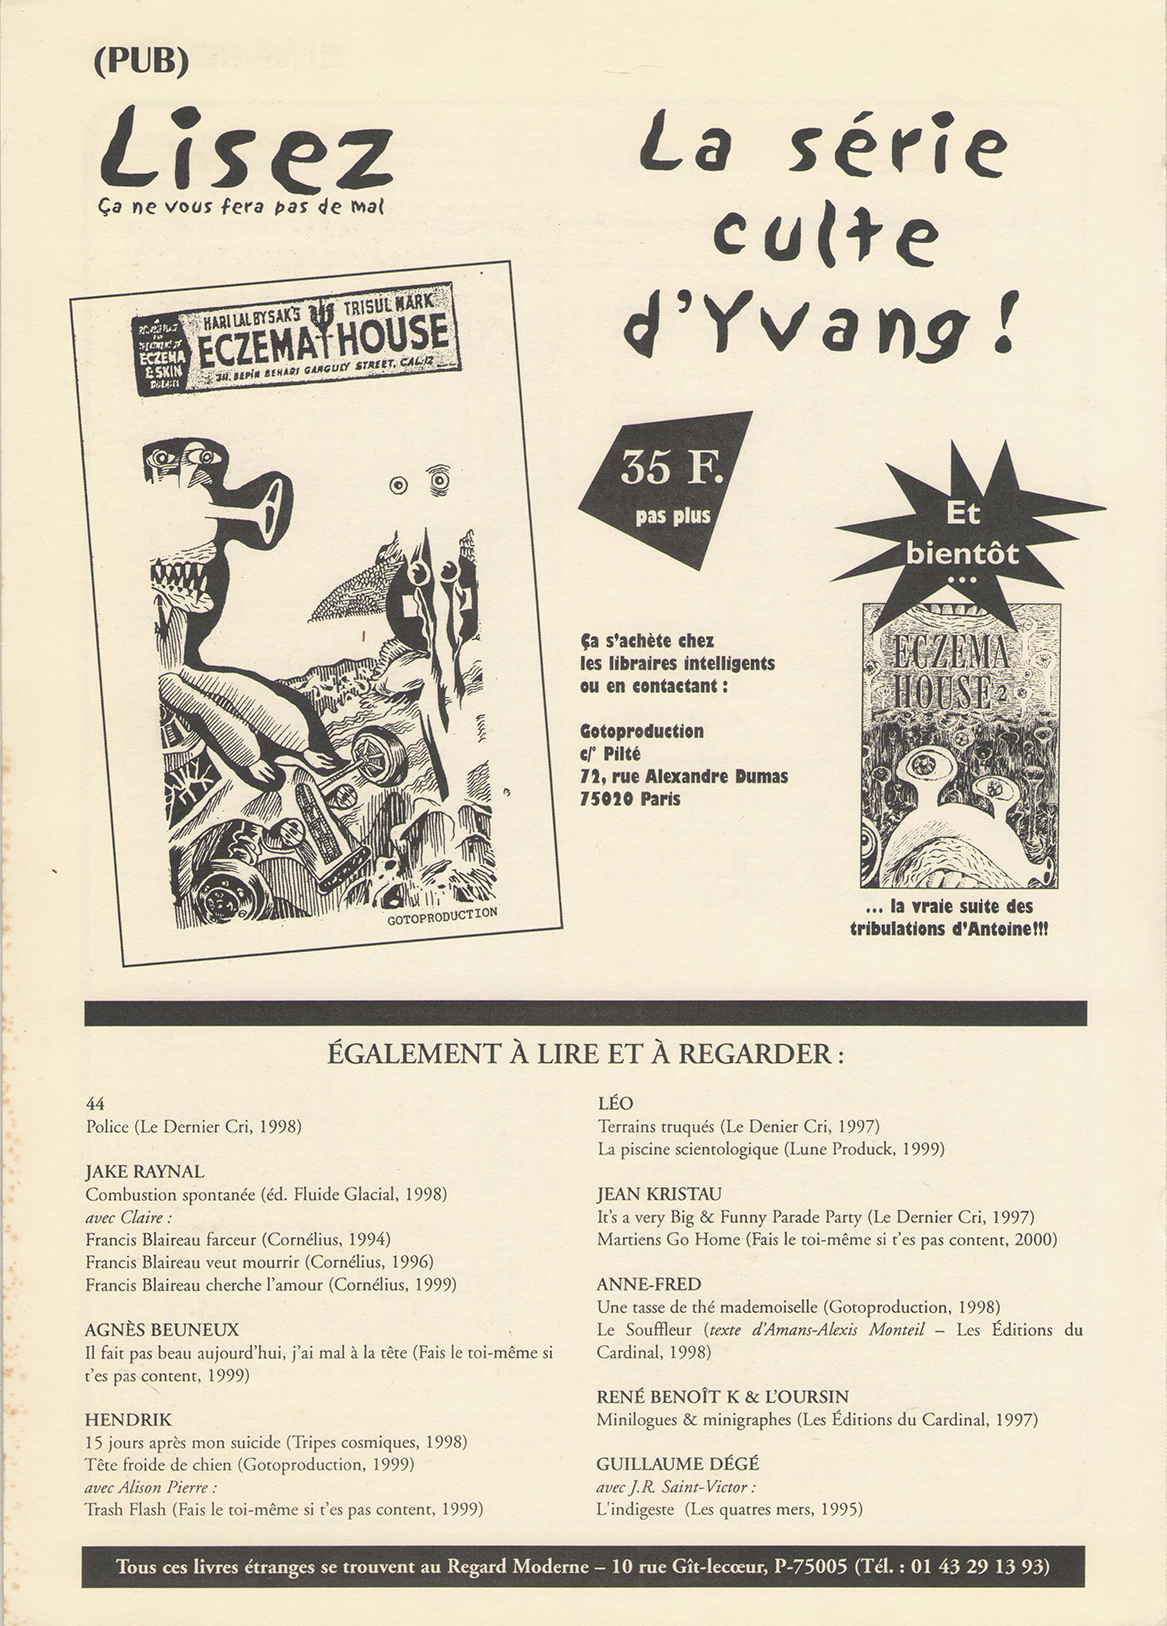 (PUB)
Lisez
Ça ne vous fera pas de mal
La série
culte
d'Yvang !
HARILAL BYSAK'S TRISUL MARK
ECZEMA HOUSE
ECZEMA
& SKIN
211, BEPIN BEHARI GANGULY STREET, CAL-12
GOTOPRODUCTION
35 F.
pas plus
Ça s'achète chez
les libraires intelligents
ou en contactant :
Gotoproduction
c/° Pilté
72, rue Alexandre Dumas
75020 Paris
Et
bientôt
...
ECZEMA
HOUSE 2
... la vraie suite des
tribulations d'Antoine!!!
ÉGALEMENT À LIRE ET À REGARDER :
44
Police (Le Dernier Cri, 1998)
JAKE RAYNAL
Combustion spontanée (éd. Fluide Glacial, 1998)
avec Claire :
Francis Blaireau farceur (Cornélius, 1994)
Francis Blaireau veut mourrir (Cornélius, 1996)
Francis Blaireau cherche l'amour (Cornélius, 1999)
AGNÈS BEUNEUX
Il fait pas beau aujourd'hui, j'ai mal à la tête (Fais le toi-même si
t'es pas content, 1999)
HENDRIK
15 jours après mon suicide (Tripes cosmiques, 1998)
Tête froide de chien (Gotoproduction, 1999)
avec Alison Pierre :
Trash Flash (Fais le toi-même si t'es pas content, 1999)
LÉO
Terrains truqués (Le Denier Cri, 1997)
La piscine scientologique (Lune Produck, 1999)
JEAN KRISTAU
It's a very Big & Funny Parade Party (Le Dernier Cri, 1997)
Martiens Go Home (Fais le toi-même si t'es pas content, 2000)
ANNE-FRED
Une tasse de thé mademoiselle (Gotoproduction, 1998)
Le Souffleur (texte d'Amans-Alexis Monteil – Les Éditions du
Cardinal, 1998)
RENÉ BENOÎT K & L'OURSIN
Minilogues & minigraphes (Les Éditions du Cardinal, 1997)
GUILLAUME DÉGÉ
avec J.R. Saint-Victor :
L'indigeste (Les quatres mers, 1995)
Tous ces livres étranges se trouvent au Regard Moderne – 10 rue Gît-lecœur, P-75005 (Tél. : 01 43 29 13 93)